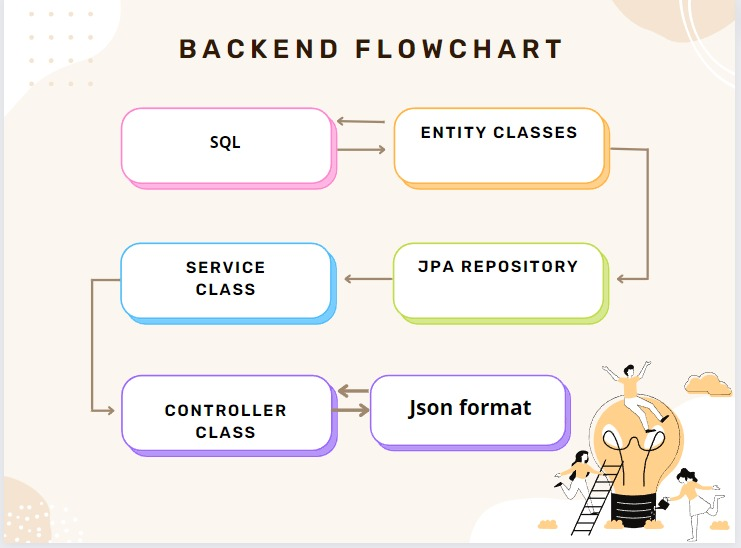 BACKEND FLOWCHART
SQL
ENTITY CLASSES
SERVICE
CLASS
JPA REPOSITORY
CONTROLLER
CLASS
Json format